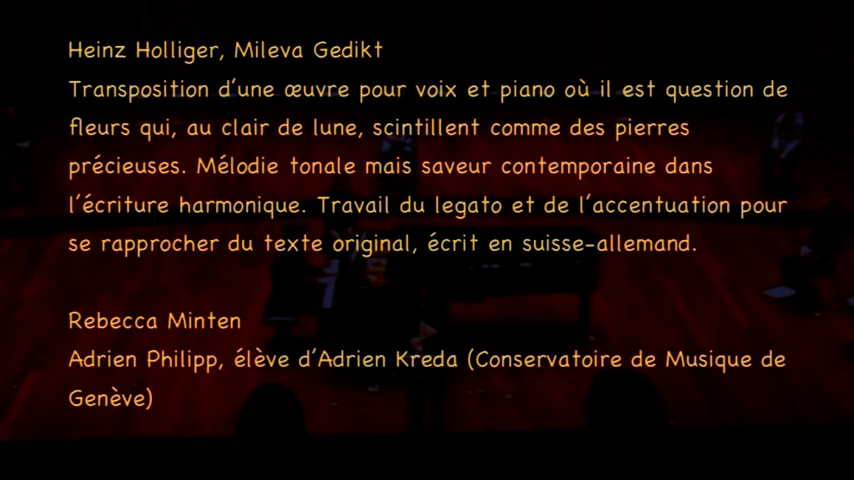 Heinz Holliger, Mileva Gedikt
Transposition d'une œuvre pour voix et piano où il est question de
fleurs qui, au clair de lune, scintillent comme des pierres
précieuses. Mélodie tonale mais saveur contemporaine dans
l'écriture harmonique. Travail du legato et de l'accentuation pour
se rapprocher du texte original, écrit en suisse-allemand.
Rebecca Minten
Adrien Philipp, élève d'Adrien Kreda (Conservatoire de Musique de
Genève)